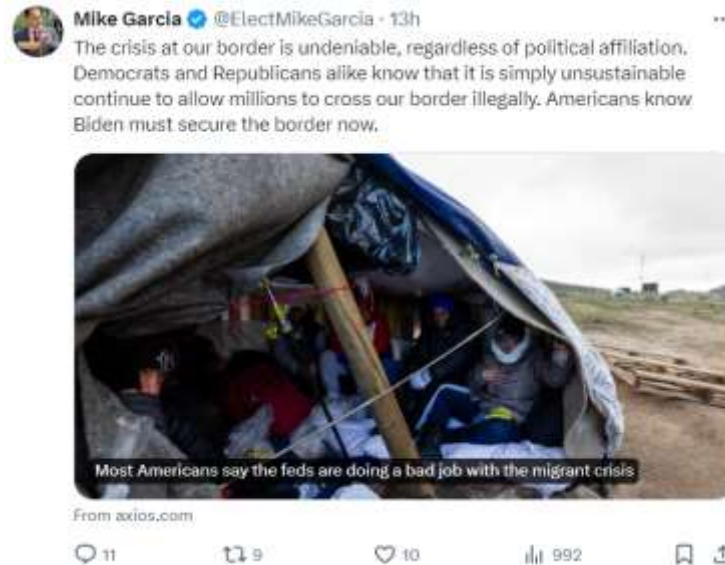 Mike Garcia @ElectMikeGarcia · 13h
The crisis at our border is undeniable, regardless of political affiliation.
Democrats and Republicans alike know that it is simply unsustainable
continue to allow millions to cross our border illegally. Americans know
Biden must secure the border now.
Most Americans say the feds are doing a bad job with the migrant crisis
From axios.com
11 9 10 992